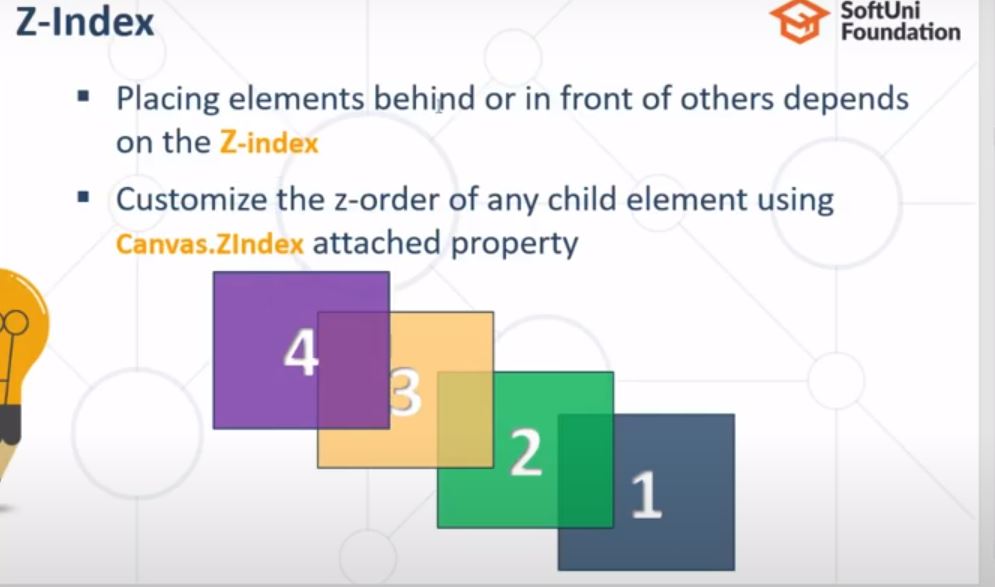 Z-Index
SoftUni
Foundation
▪ Placing elements behind or in front of others depends
on the Z-index
▪ Customize the z-order of any child element using
Canvas.ZIndex attached property
4
3
2
1